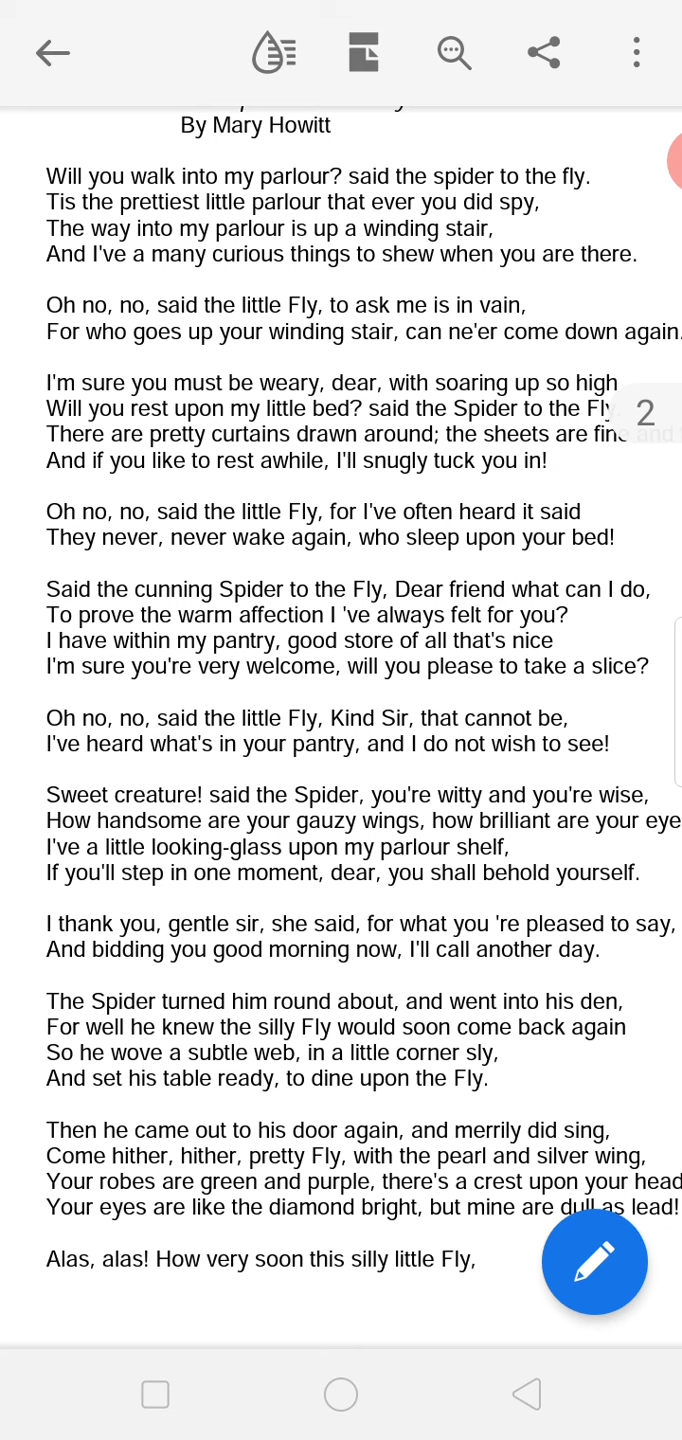 By Mary Howitt
Will you walk into my parlour? said the spider to the fly.
Tis the prettiest little parlour that ever you did spy,
The way into my parlour is up a winding stair,
And I've a many curious things to shew when you are there.
Oh no, no, said the little Fly, to ask me is in vain,
For who goes up your winding stair, can ne'er come down again.
I'm sure you must be weary, dear, with soaring up so high
Will you rest upon my little bed? said the Spider to the Fly.
2
There are pretty curtains drawn around; the sheets are fine and
And if you like to rest awhile, I'll snugly tuck you in!
Oh no, no, said the little Fly, for I've often heard it said
They never, never wake again, who sleep upon your bed!
Said the cunning Spider to the Fly, Dear friend what can I do,
To prove the warm affection I 've always felt for you?
I have within my pantry, good store of all that's nice
I'm sure you're very welcome, will you please to take a slice?
Oh no, no, said the little Fly, Kind Sir, that cannot be,
I've heard what's in your pantry, and I do not wish to see!
Sweet creature! said the Spider, you're witty and you're wise,
How handsome are your gauzy wings, how brilliant are your eye
I've a little looking-glass upon my parlour shelf,
If you'll step in one moment, dear, you shall behold yourself.
I thank you, gentle sir, she said, for what you 're pleased to say,
And bidding you good morning now, I'll call another day.
The Spider turned him round about, and went into his den,
For well he knew the silly Fly would soon come back again
So he wove a subtle web, in a little corner sly,
And set his table ready, to dine upon the Fly.
Then he came out to his door again, and merrily did sing,
Come hither, hither, pretty Fly, with the pearl and silver wing,
Your robes are green and purple, there's a crest upon your head
Your eyes are like the diamond bright, but mine are dull as lead!
Alas, alas! How very soon this silly little Fly,